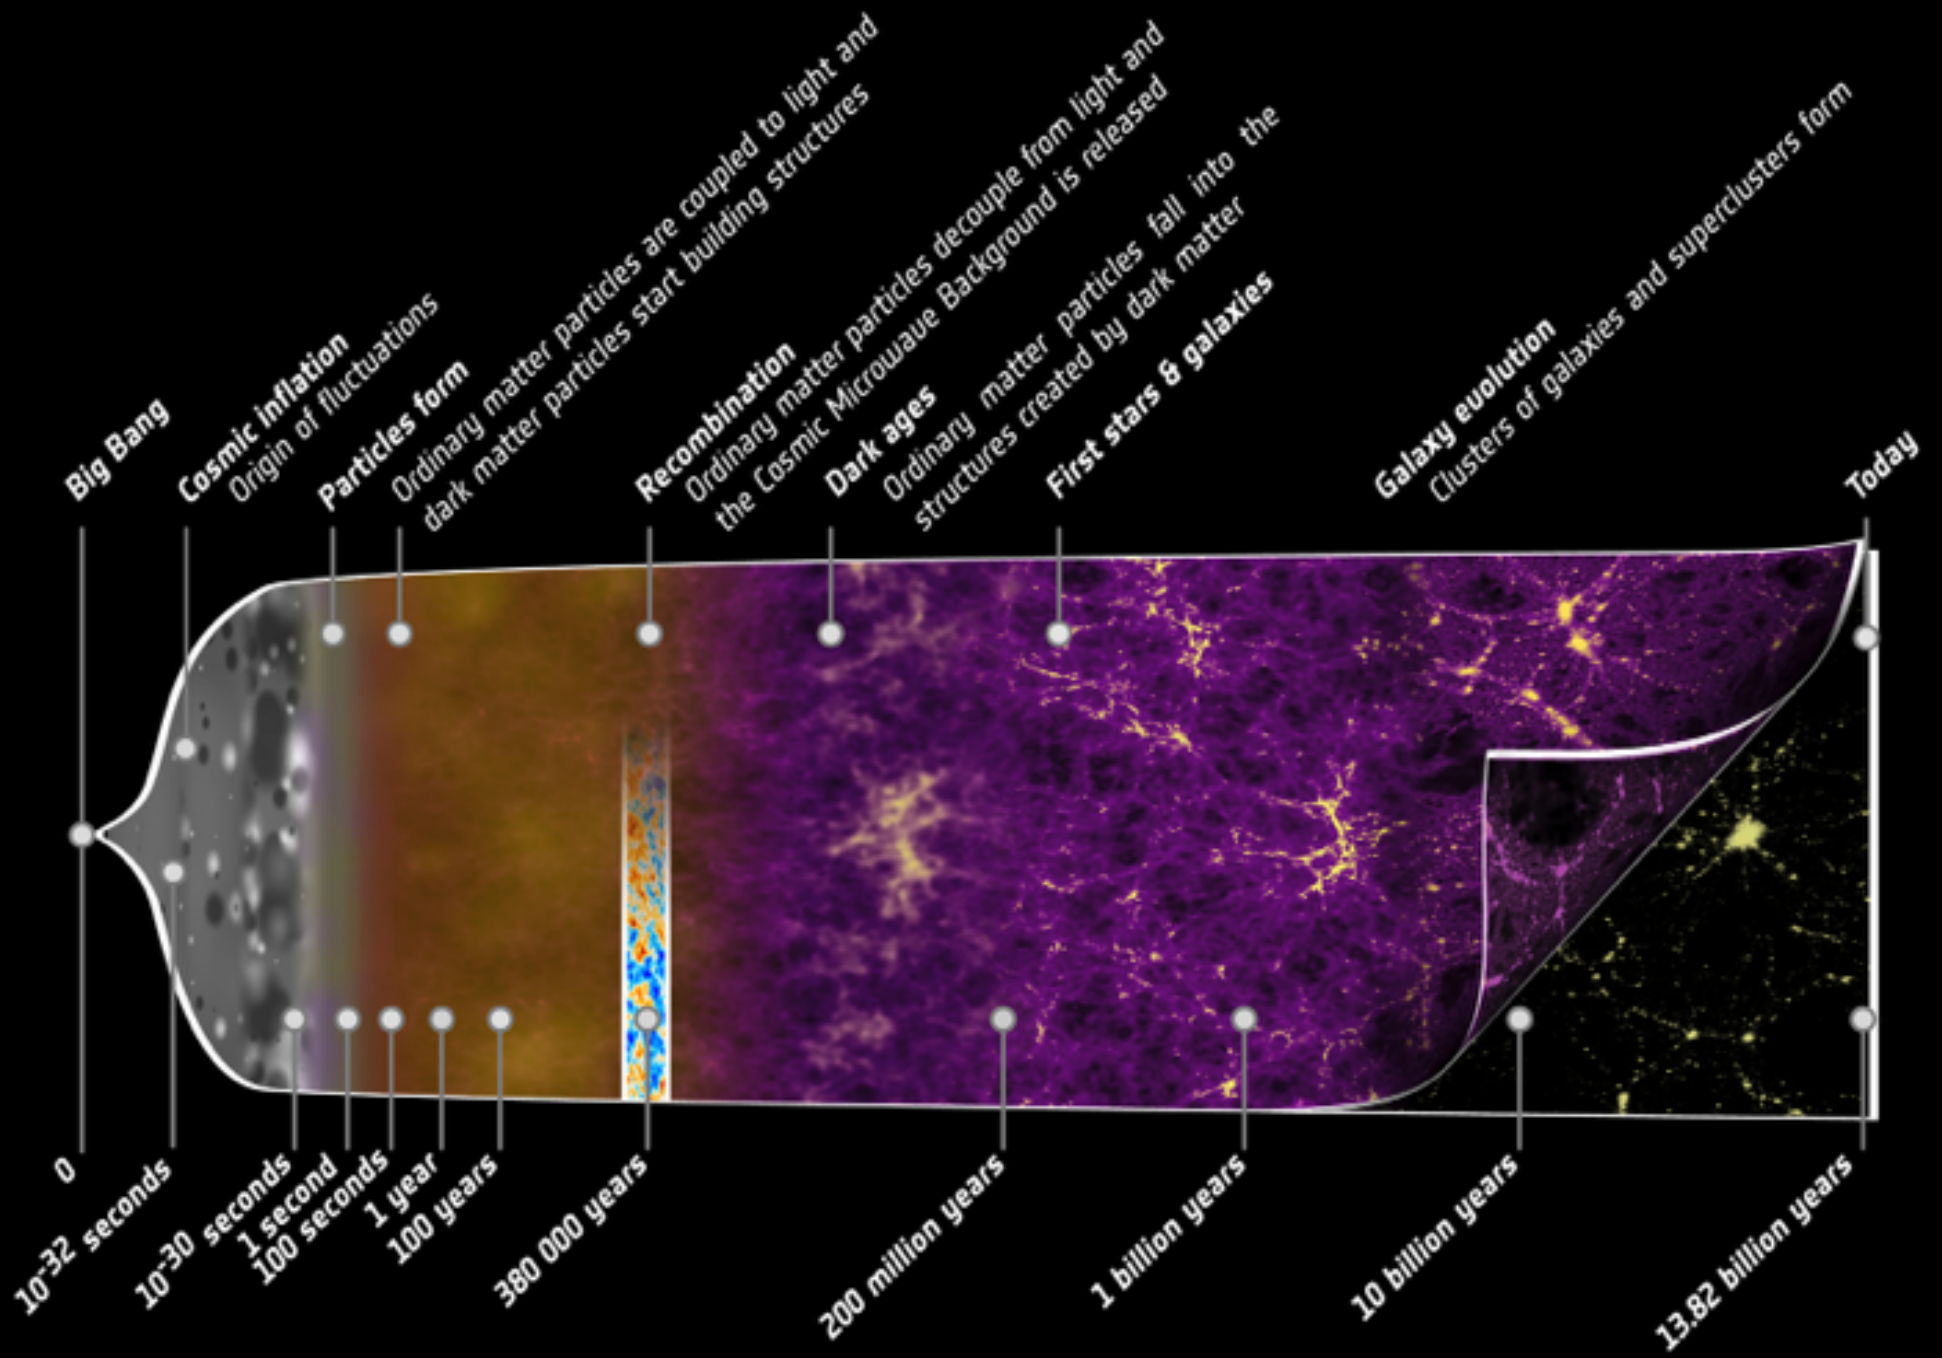 Big Bang
Cosmic inflation
Origin of fluctuations
Particles form
Ordinary matter particles are coupled to light and
dark matter particles start building structures
Recombination
Ordinary matter particles decouple from light and
the Cosmic Microwave Background is released
Dark ages
Ordinary matter particles fall into the
structures created by dark matter
First stars & galaxies
Galaxy evolution
Clusters of galaxies and superclusters form
Today
0
10-32 seconds
10-30 seconds
1 second
100 seconds
1 year
100 years
380 000 years
200 million years
1 billion years
10 billion years
13.82 billion years